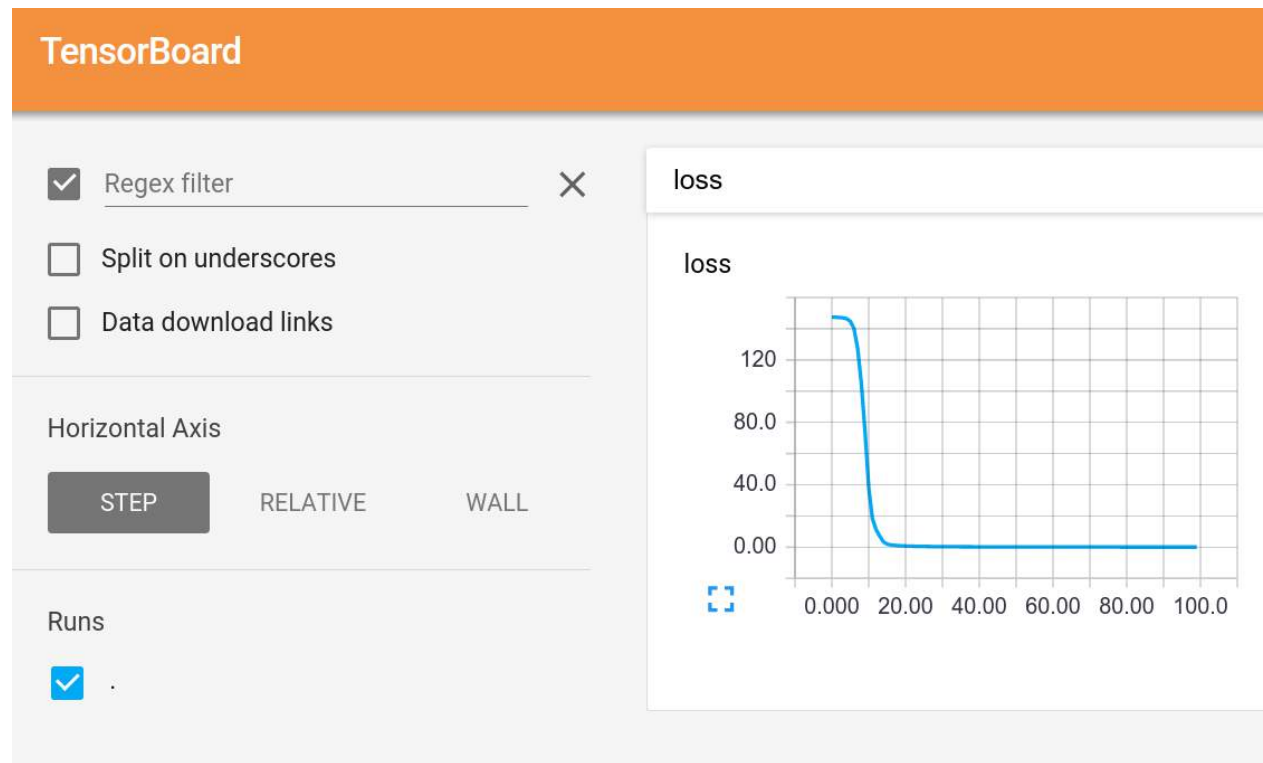 TensorBoard
Regex filter
Split on underscores
Data download links
Horizontal Axis
STEP RELATIVE WALL
Runs
.
loss
loss
120
80.0
40.0
0.00
0.000 20.00 40.00 60.00 80.00 100.0